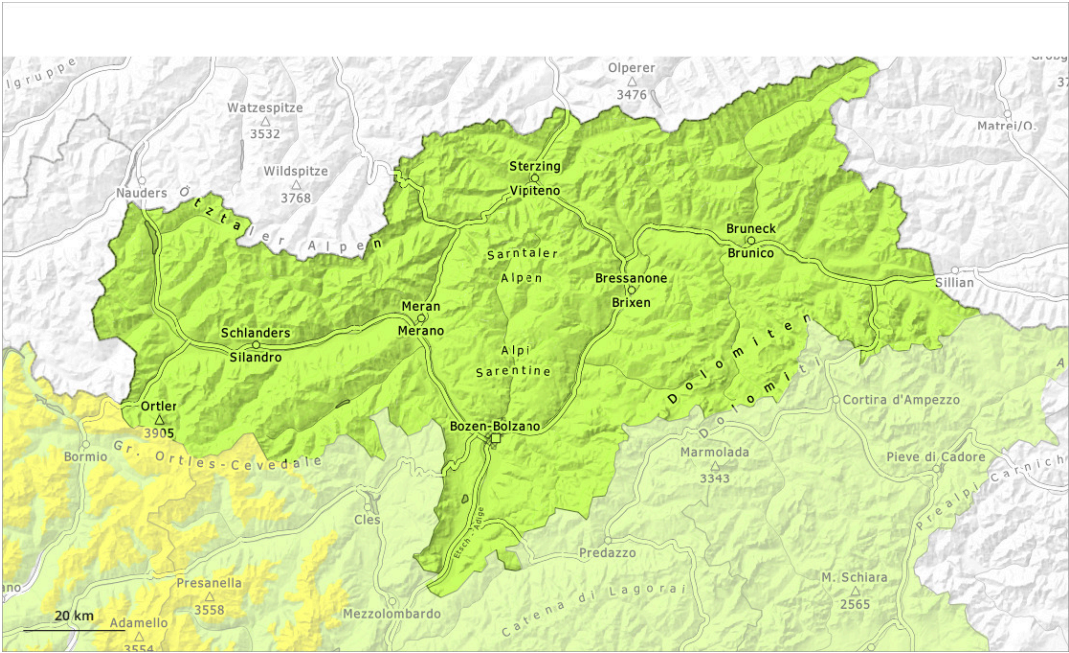 lgruppe
Olperer
3476
Watzespitze
3532
Matrei/O.
Wildspitze
3768
Nauders
Ötztaler Alpen
Sterzing
Vipiteno
Bruneck
Brunico
Sarntaler
Alpen
Bressanone
Brixen
Sillian
Meran
Merano
Schlanders
Silandro
Alpi
Sarentine
Dolomiten
Dolomiti
Ortler
3905
Cortina d'Ampezzo
Bozen-Bolzano
Bormio
Gr. Ortles-Cevedale
Marmolada
3343
Pieve di Cadore
Prealpi Carnich
Cles
Etsch - Adige
Predazzo
Presanella
3558
M. Schiara
2565
Mezzolombardo
Catena di Lagorai
ano
20 km
Adamello
3554